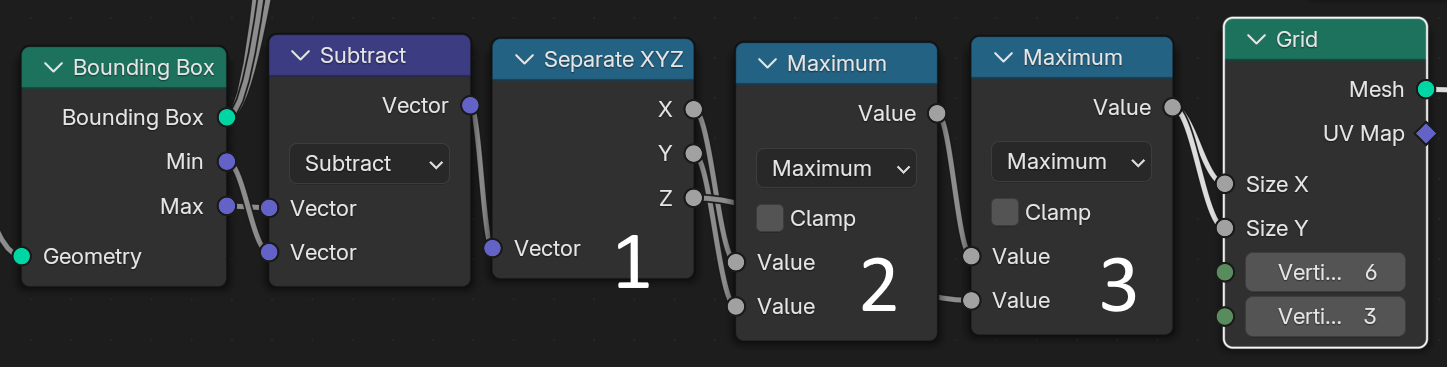 Bounding Box
Bounding Box
Min
Max
Geometry
Subtract
Vector
Subtract
Vector
Vector
Separate XYZ
X
Y
Z
Vector
1
Maximum
Value
Maximum
Clamp
Value
Value
2
Maximum
Value
Maximum
Clamp
Value
Value
3
Grid
Mesh
UV Map
Size X
Size Y
Verti... 6
Verti... 3